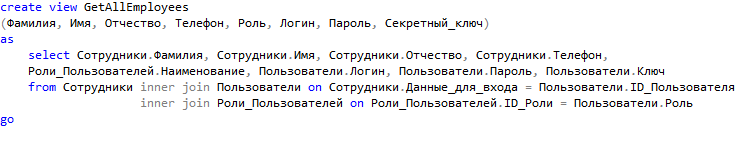 create view GetAllEmployees
(Фамилия, Имя, Отчество, Телефон, Роль, Логин, Пароль, Секретный_ключ)
as
select Сотрудники.Фамилия, Сотрудники.Имя, Сотрудники.Отчество, Сотрудники.Телефон,
Роли_Пользователей.Наименование, Пользователи.Логин, Пользователи.Пароль, Пользователи.Ключ
from Сотрудники inner join Пользователи on Сотрудники.Данные_для_входа = Пользователи.ID_Пользователя
inner join Роли_Пользователей on Роли_Пользователей.ID_Роли = Пользователи.Роль
go